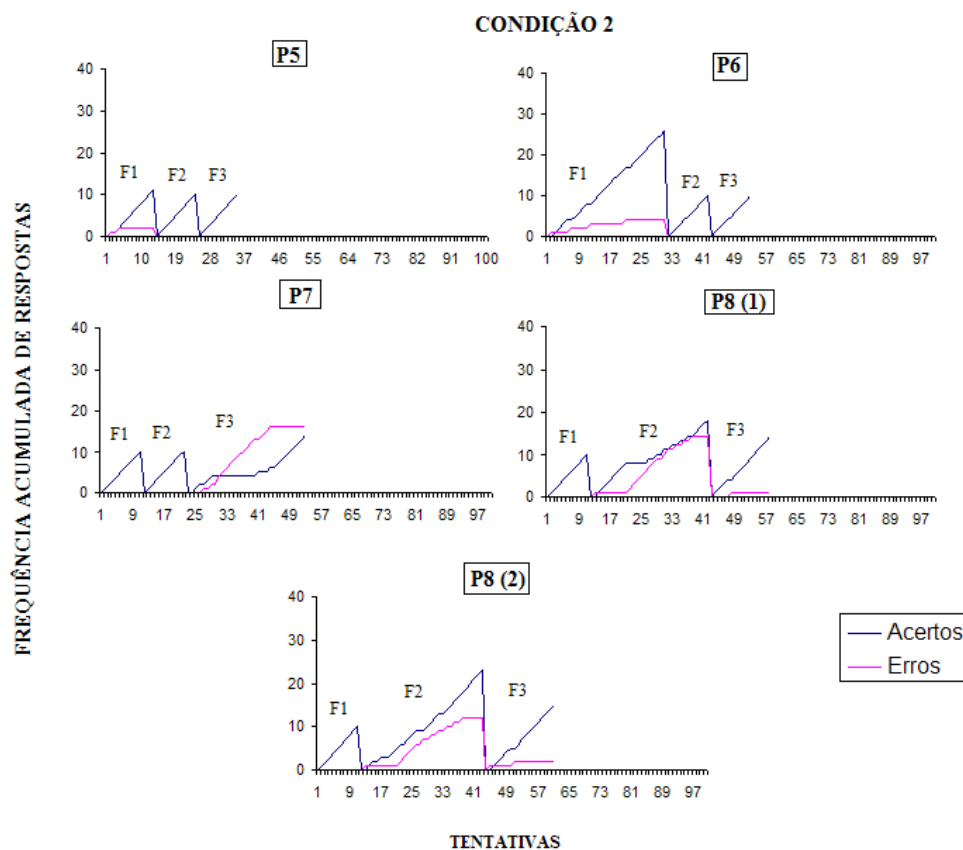 CONDIÇÃO 2
P5
40
30
20
10
0
F1 F2 F3
1 10 19 28 37 46 55 64 73 82 91 100
P6
40
30
20
10
0
F1 F2 F3
1 9 17 25 33 41 49 57 65 73 81 89 97
P7
40
30
20
10
0
F1 F2 F3
1 9 17 25 33 41 49 57 65 73 81 89 97
P8 (1)
40
30
20
10
0
F1 F2 F3
1 9 17 25 33 41 49 57 65 73 81 89 97
P8 (2)
40
30
20
10
0
F1 F2 F3
1 9 17 25 33 41 49 57 65 73 81 89 97
Acertos
Erros
FREQUÊNCIA ACUMULADA DE RESPOSTAS
TENTATIVAS